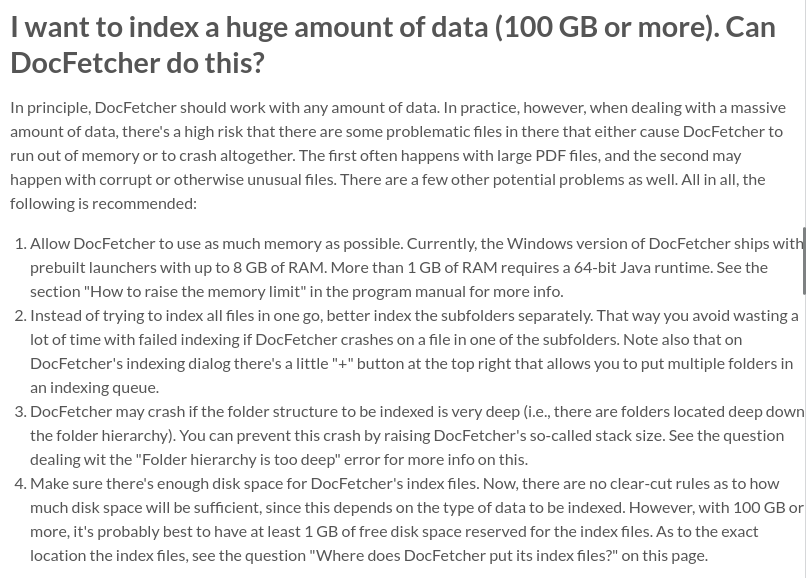 I want to index a huge amount of data (100 GB or more). Can
DocFetcher do this?
In principle, DocFetcher should work with any amount of data. In practice, however, when dealing with a massive
amount of data, there's a high risk that there are some problematic files in there that either cause DocFetcher to
run out of memory or to crash altogether. The first often happens with large PDF files, and the second may
happen with corrupt or otherwise unusual files. There are a few other potential problems as well. All in all, the
following is recommended:
1. Allow DocFetcher to use as much memory as possible. Currently, the Windows version of DocFetcher ships with
prebuilt launchers with up to 8 GB of RAM. More than 1 GB of RAM requires a 64-bit Java runtime. See the
section "How to raise the memory limit" in the program manual for more info.
2. Instead of trying to index all files in one go, better index the subfolders separately. That way you avoid wasting a
lot of time with failed indexing if DocFetcher crashes on a file in one of the subfolders. Note also that on
DocFetcher's indexing dialog there's a little "+" button at the top right that allows you to put multiple folders in
an indexing queue.
3. DocFetcher may crash if the folder structure to be indexed is very deep (i.e., there are folders located deep down
the folder hierarchy). You can prevent this crash by raising DocFetcher's so-called stack size. See the question
dealing wit the "Folder hierarchy is too deep" error for more info on this.
4. Make sure there's enough disk space for DocFetcher's index files. Now, there are no clear-cut rules as to how
much disk space will be sufficient, since this depends on the type of data to be indexed. However, with 100 GB or
more, it's probably best to have at least 1 GB of free disk space reserved for the index files. As to the exact
location the index files, see the question "Where does DocFetcher put its index files?" on this page.